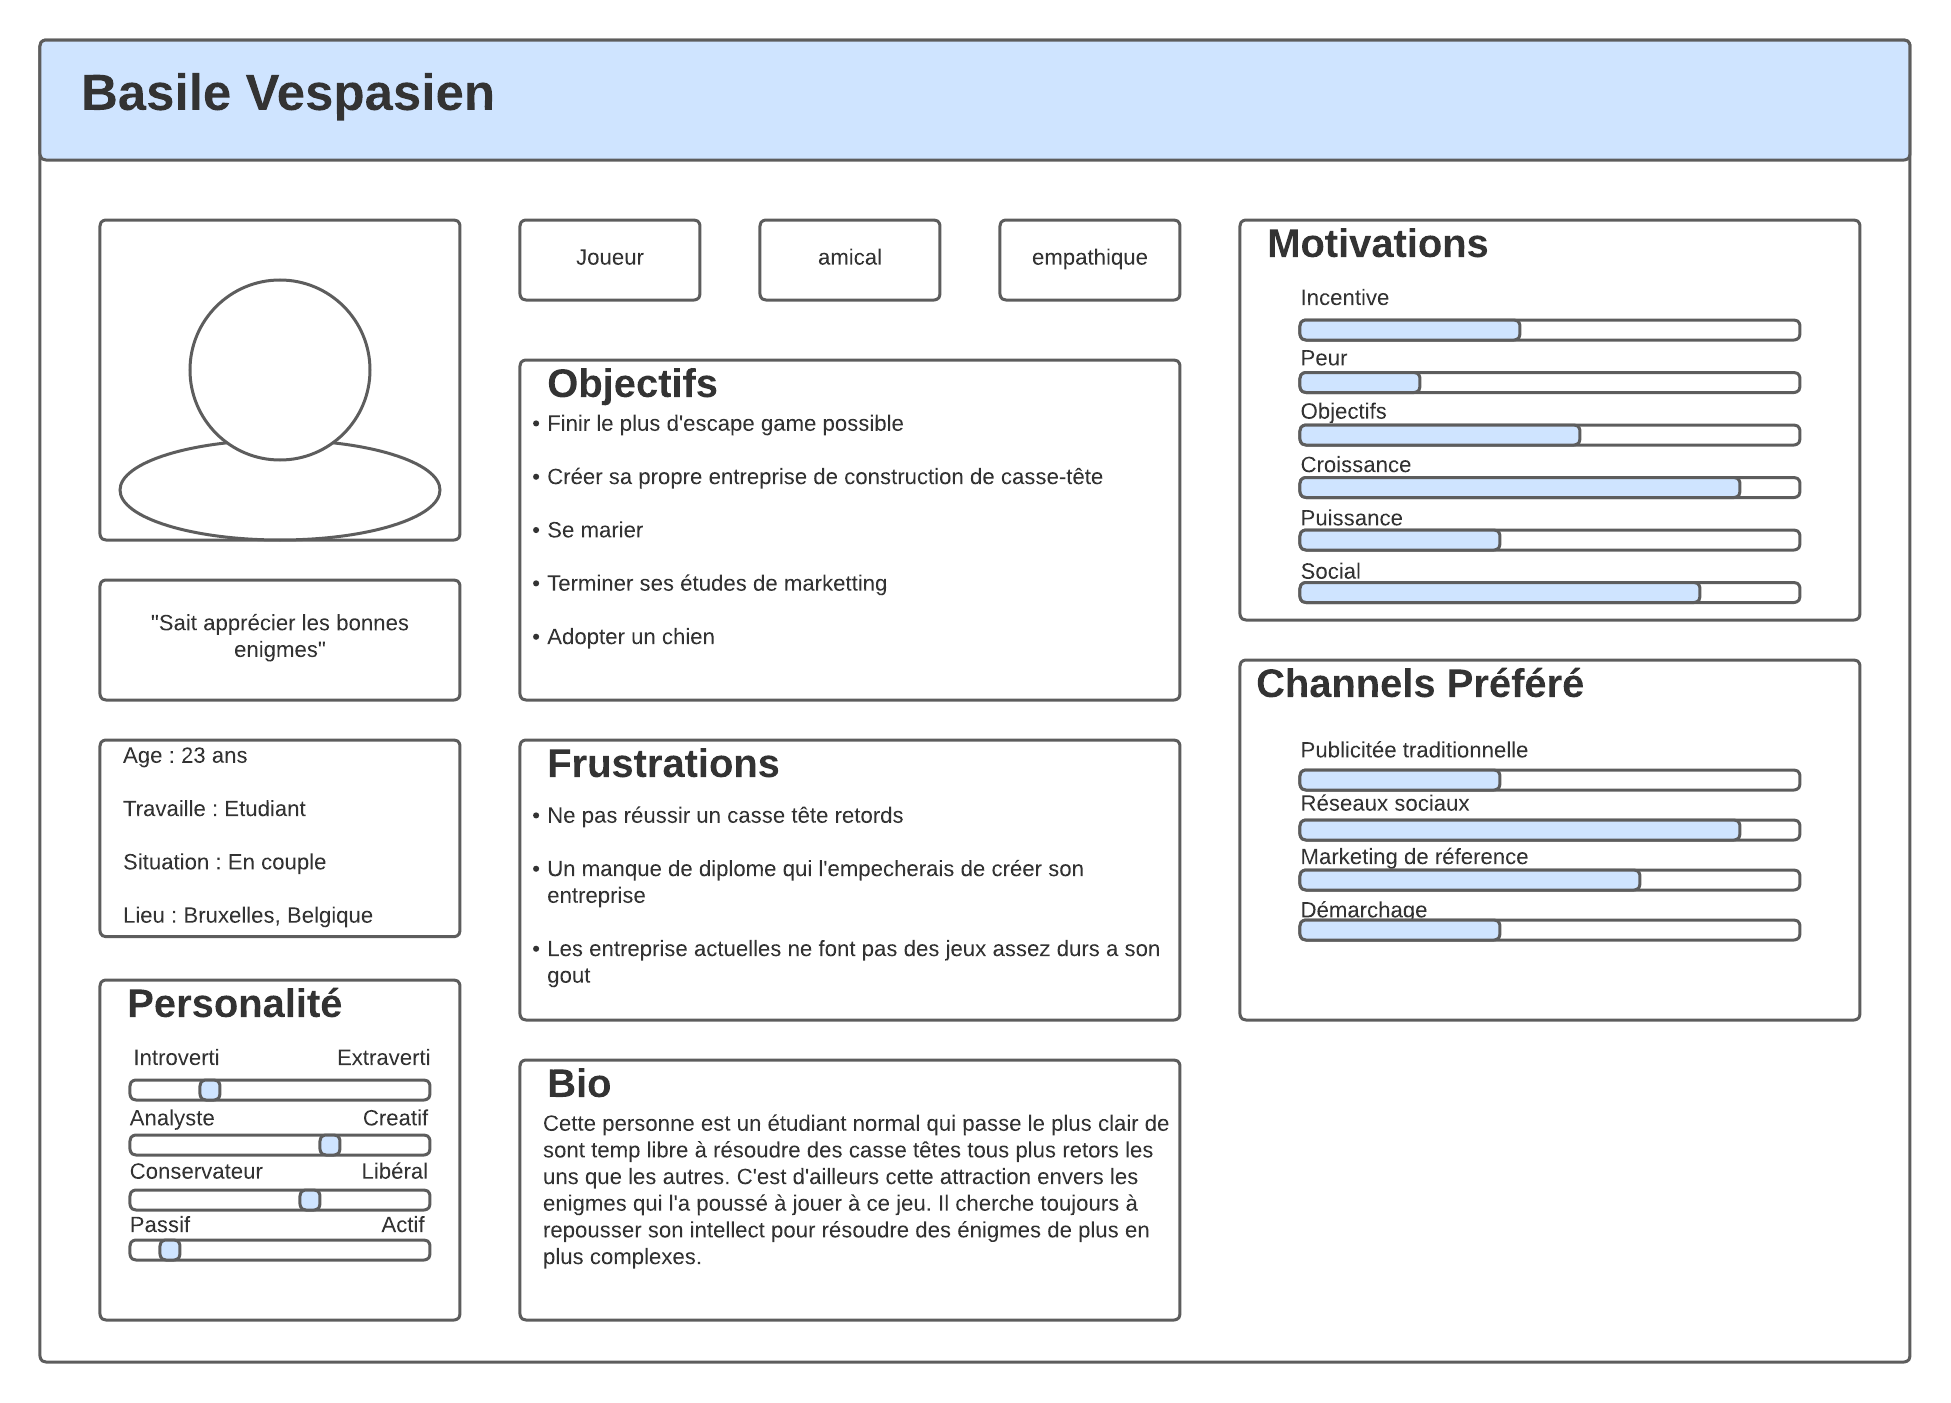 Basile Vespasien
"Sait apprécier les bonnes
enigmes"
Age : 23 ans
Travaille : Etudiant
Situation : En couple
Lieu : Bruxelles, Belgique
Personalité
Introverti Extraverti
Analyste Creatif
Conservateur Libéral
Passif Actif
Joueur amical empathique
Objectifs
• Finir le plus d'escape game possible
• Créer sa propre entreprise de construction de casse-tête
• Se marier
• Terminer ses études de marketting
• Adopter un chien
Frustrations
• Ne pas réussir un casse tête retords
• Un manque de diplome qui l'empecherais de créer son
entreprise
• Les entreprise actuelles ne font pas des jeux assez durs a son
gout
Bio
Cette personne est un étudiant normal qui passe le plus clair de
sont temp libre à résoudre des casse têtes tous plus retors les
uns que les autres. C'est d'ailleurs cette attraction envers les
enigmes qui l'a poussé à jouer à ce jeu. Il cherche toujours à
repousser son intellect pour résoudre des énigmes de plus en
plus complexes.
Motivations
Incentive
Peur
Objectifs
Croissance
Puissance
Social
Channels Préféré
Publicitée traditionnelle
Réseaux sociaux
Marketing de réference
Démarchage